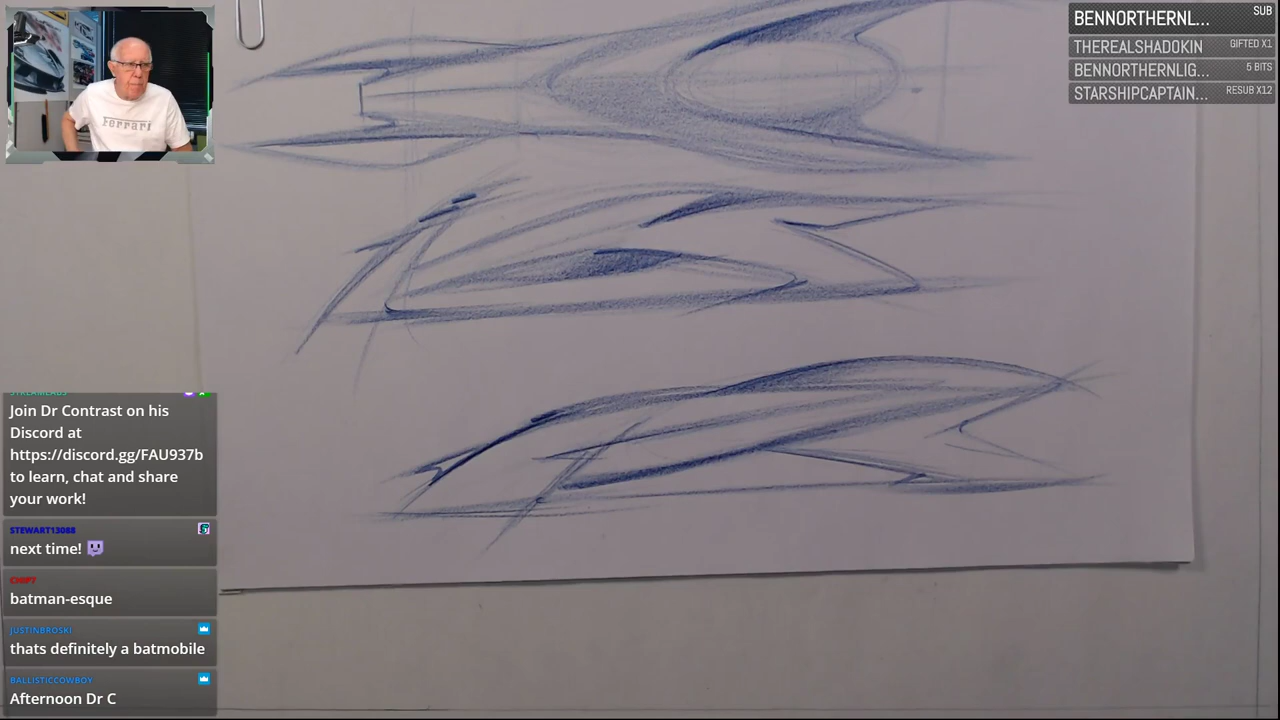 Ferrari
BENNORTHERNL...
SUB
THEREALSHADOKIN
GIFTED X1
BENNORTHERNLIG...
5 BITS
STARSHIPCAPTAIN...
RESUB X12
STREAMLABS
Join Dr Contrast on his
Discord at
https://discord.gg/FAU937b
to learn, chat and share
your work!
STEWART13088
next time!
CHIP7
batman-esque
JUSTINBROSKI
thats definitely a batmobile
BALLISTICCOWBOY
Afternoon Dr C